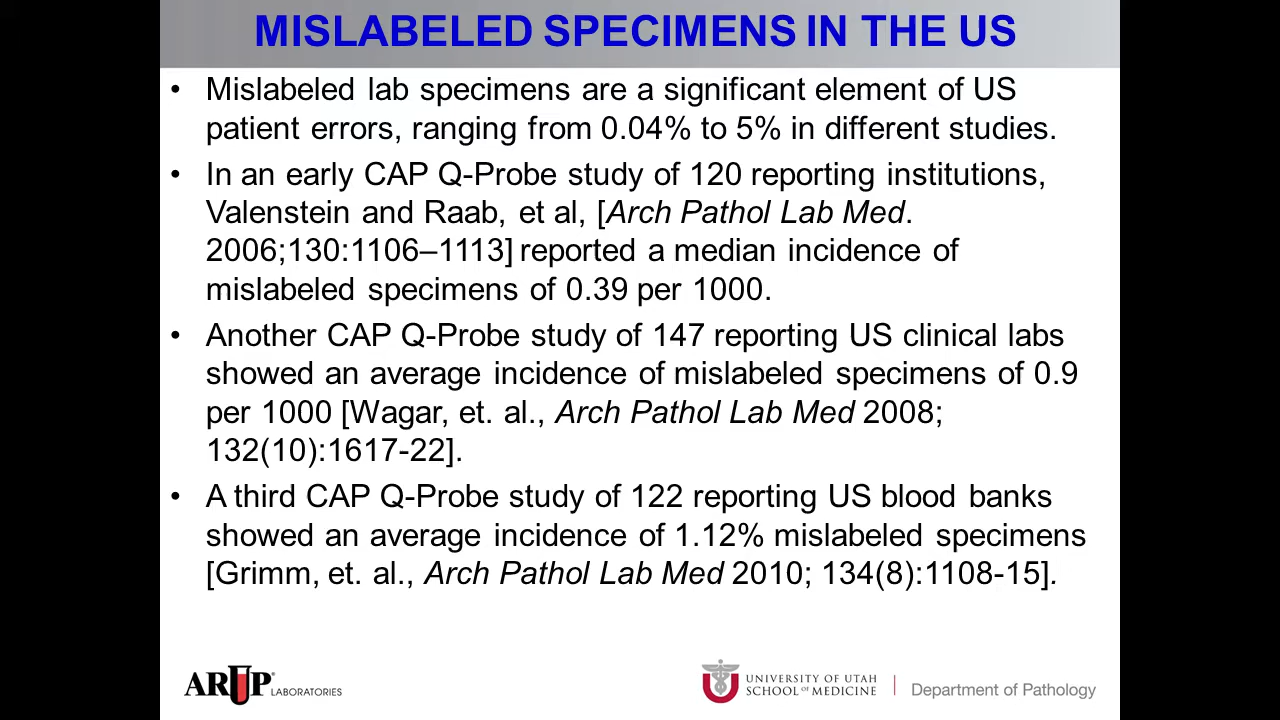 MISLABELED SPECIMENS IN THE US
• Mislabeled lab specimens are a significant element of US
patient errors, ranging from 0.04% to 5% in different studies.
• In an early CAP Q-Probe study of 120 reporting institutions,
Valenstein and Raab, et al, [Arch Pathol Lab Med.
2006;130:1106–1113] reported a median incidence of
mislabeled specimens of 0.39 per 1000.
• Another CAP Q-Probe study of 147 reporting US clinical labs
showed an average incidence of mislabeled specimens of 0.9
per 1000 [Wagar, et. al., Arch Pathol Lab Med 2008;
132(10):1617-22].
• A third CAP Q-Probe study of 122 reporting US blood banks
showed an average incidence of 1.12% mislabeled specimens
[Grimm, et. al., Arch Pathol Lab Med 2010; 134(8):1108-15].
ARUP® LABORATORIES
UNIVERSITY OF UTAH
SCHOOL of MEDICINE
Department of Pathology